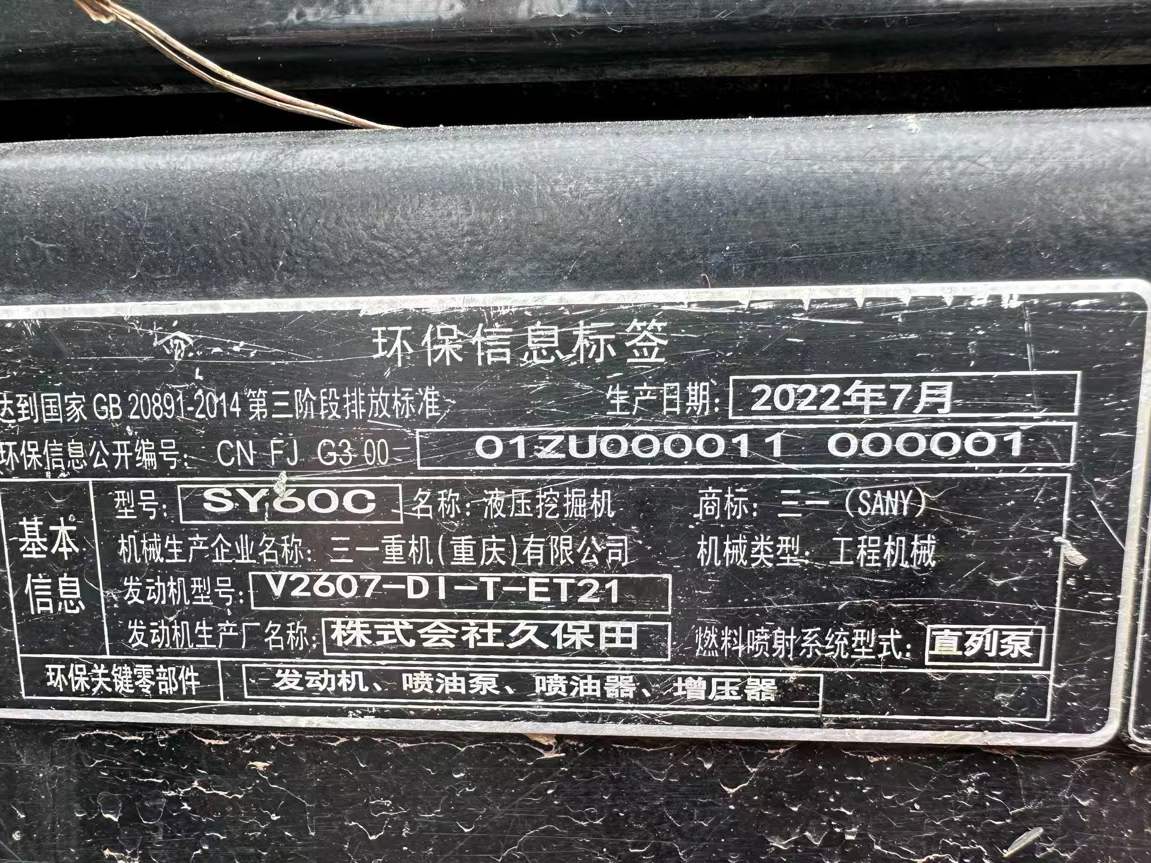 环保信息标签
达到国家 GB 20891-2014 第三阶段排放标准 生产日期: 2022年7月
环保信息公开编号: CN FJ G3 00 01ZU000011 000001
基本信息
型号: SY60C 名称: 液压挖掘机 商标: 三一 (SANY)
机械生产企业名称: 三一重机(重庆)有限公司 机械类型: 工程机械
发动机型号: V2607-DI-T-ET21
发动机生产厂名称: 株式会社久保田 燃料喷射系统型式: 直列泵
环保关键零部件 发动机、喷油泵、喷油器、增压器